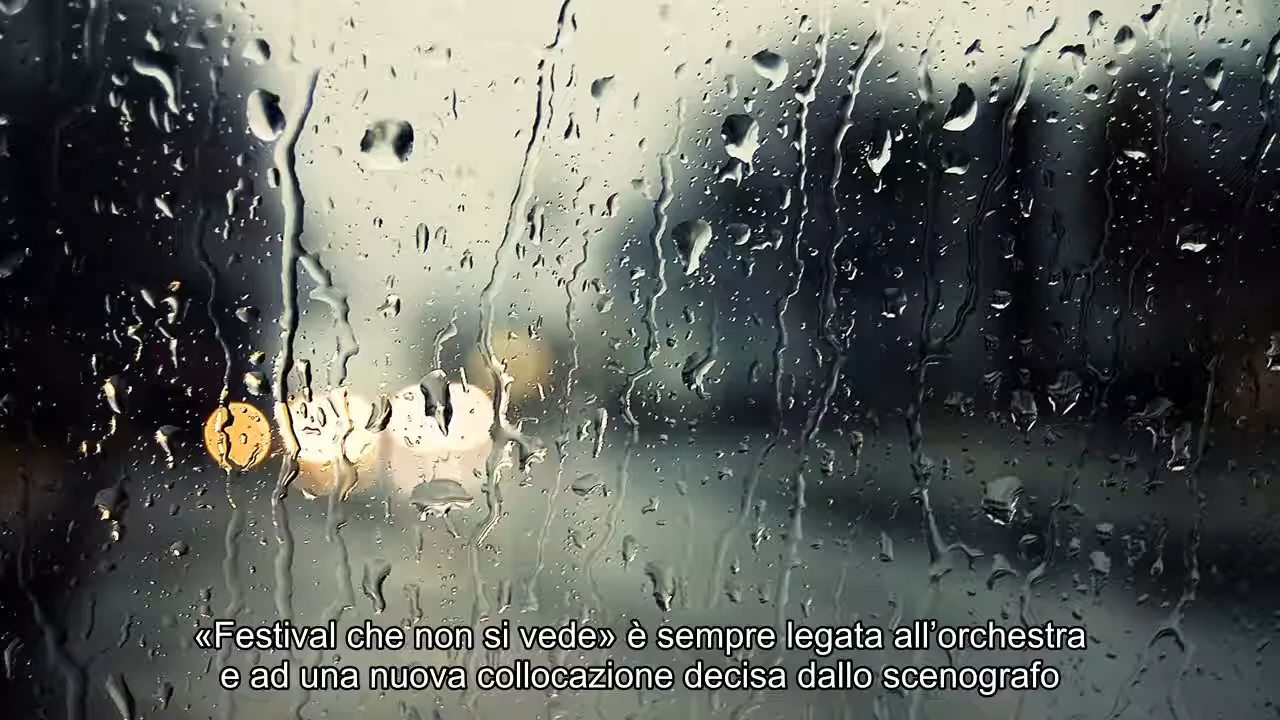 «Festival che non si vede» è sempre legata all’orchestra
e ad una nuova collocazione decisa dallo scenografo